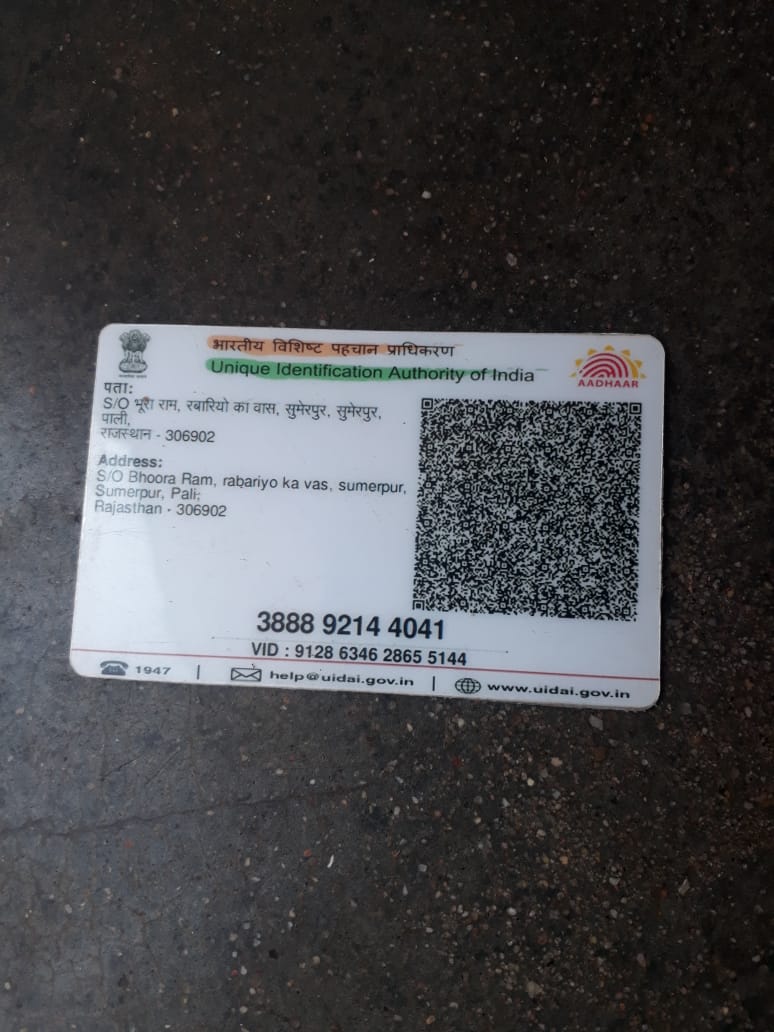 भारतीय विशिष्ट पहचान प्राधिकरण
Unique Identification Authority of India
AADHAAR
पता:
S/O भूरा राम, रबारियो का वास, सुमेरपुर, सुमेरपुर,
पाली,
राजस्थान - 306902
Address:
S/O Bhoora Ram, rabariyo ka vas, sumerpur,
Sumerpur, Pali,
Rajasthan - 306902
3888 9214 4041
VID : 9128 6346 2865 5144
1947 | help@uidai.gov.in | www.uidai.gov.in